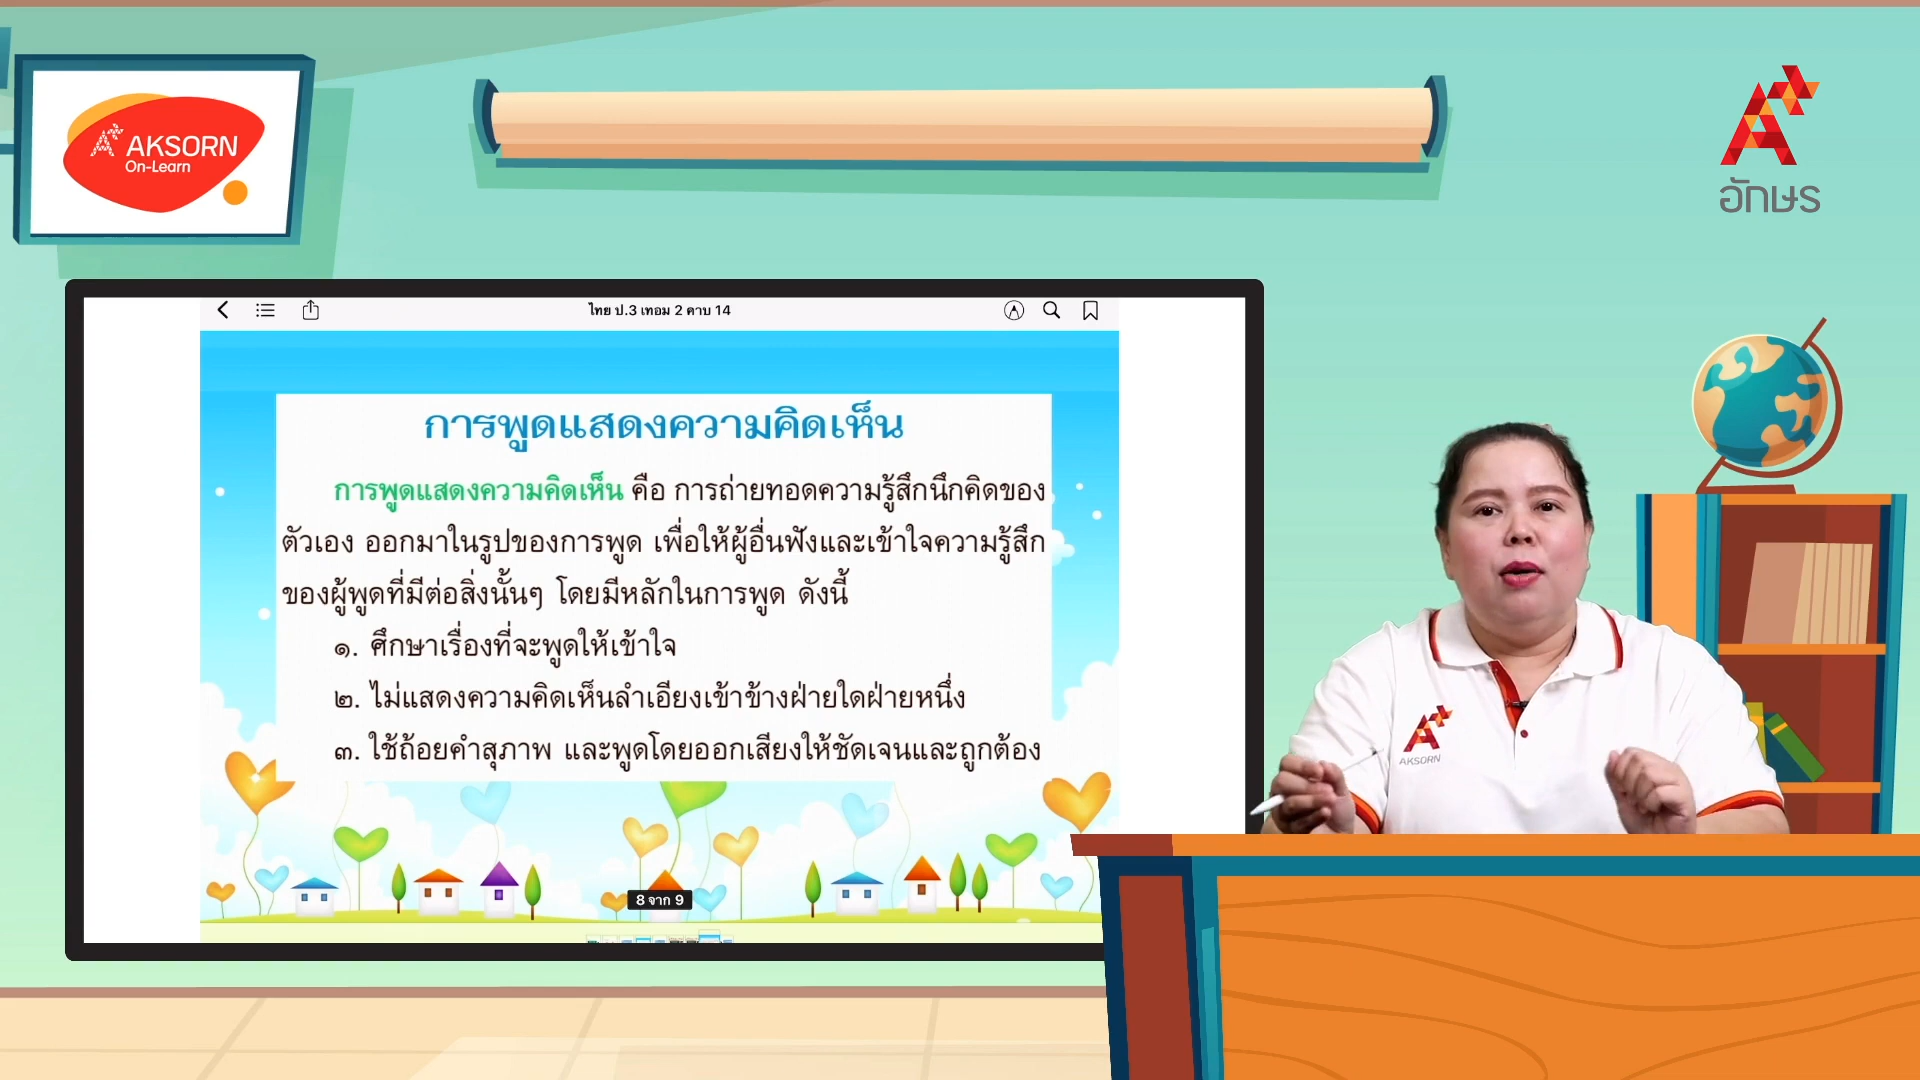 AKSORN
On-Learn
อักษร
ไทย ป.3 เทอม 2 คาบ 14
การพูดแสดงความคิดเห็น
การพูดแสดงความคิดเห็น คือ การถ่ายทอดความรู้สึกนึกคิดของ
ตัวเอง ออกมาในรูปของการพูด เพื่อให้ผู้อื่นฟังและเข้าใจความรู้สึก
ของผู้พูดที่มีต่อสิ่งนั้นๆ โดยมีหลักในการพูด ดังนี้
๑. ศึกษาเรื่องที่จะพูดให้เข้าใจ
๒. ไม่แสดงความคิดเห็นลำเอียงเข้าข้างฝ่ายใดฝ่ายหนึ่ง
๓. ใช้ถ้อยคำสุภาพ และพูดโดยออกเสียงให้ชัดเจนและถูกต้อง
8 จาก 9
AKSORN